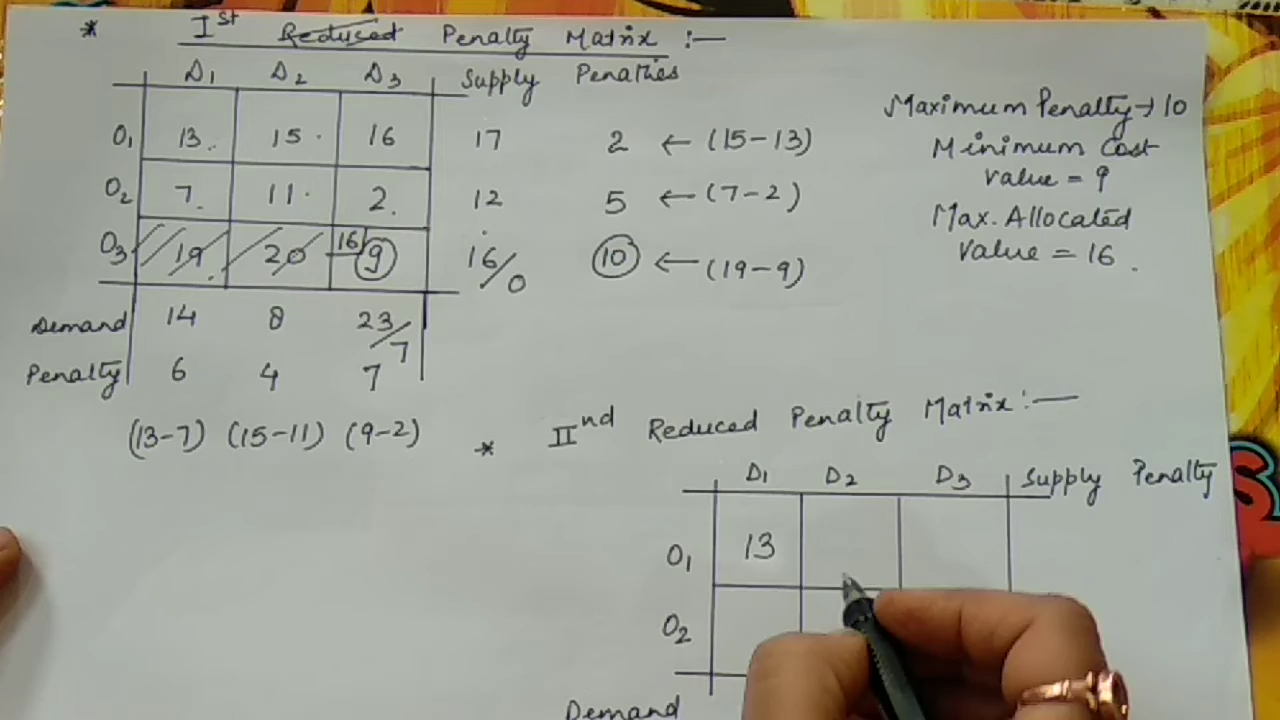 * Ist Reduced Penalty Matrix :-
D1 D2 D3 Supply Penalties
O1 13 15 16 17 2 ← (15-13)
O2 7 11 2 12 5 ← (7-2)
O3 19 20 16 9 16/0 10 ← (19-9)
Demand 14 8 23/7
Penalty 6 4 7
(13-7) (15-11) (9-2)
Maximum Penalty → 10
Minimum Cost
value = 9
Max. Allocated
value = 16.
* IInd Reduced Penalty Matrix :-
D1 D2 D3 Supply Penalty
O1 13
O2
Demand